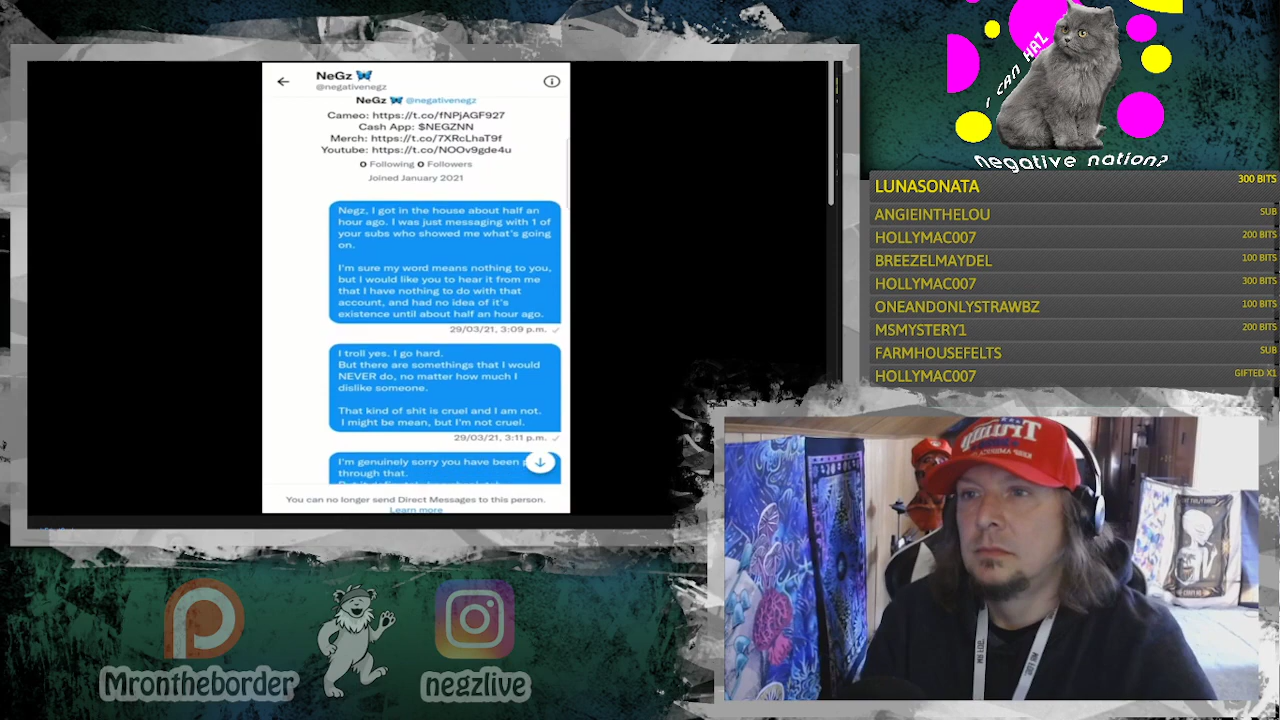 NeGz
@negativenegz
NeGz @negativenegz
Cameo: https://t.co/fNPjAGF927
Cash App: $NEGZNN
Merch: https://t.co/7XRcLhaT9f
Youtube: https://t.co/NOOv9gde4u
0 Following 0 Followers
Joined January 2021
Negz, I got in the house about half an
hour ago. I was just messaging with 1 of
your subs who showed me what's going
on.
I'm sure my word means nothing to you,
but I would like you to hear it from me
that I have nothing to do with that
account, and had no idea of it's
existence until about half an hour ago.
29/03/21, 3:09 p.m.
I troll yes. I go hard.
But there are somethings that I would
NEVER do, no matter how much I
dislike someone.
That kind of shit is cruel and I am not.
I might be mean, but I'm not cruel.
29/03/21, 3:11 p.m.
I'm genuinely sorry you have been
through that.
You can no longer send Direct Messages to this person.
Learn more
I CAN HAZ
negative nation?
LUNASONATA 300 BITS
ANGIEINTHELOU SUB
HOLLYMAC007 200 BITS
BREEZELMAYDEL 100 BITS
HOLLYMAC007 300 BITS
ONEANDONLYSTRAWBZ 100 BITS
MSMYSTERY1 200 BITS
FARMHOUSEFELTS SUB
HOLLYMAC007 GIFTED X1
Trump
Mrontheborder
negzlive